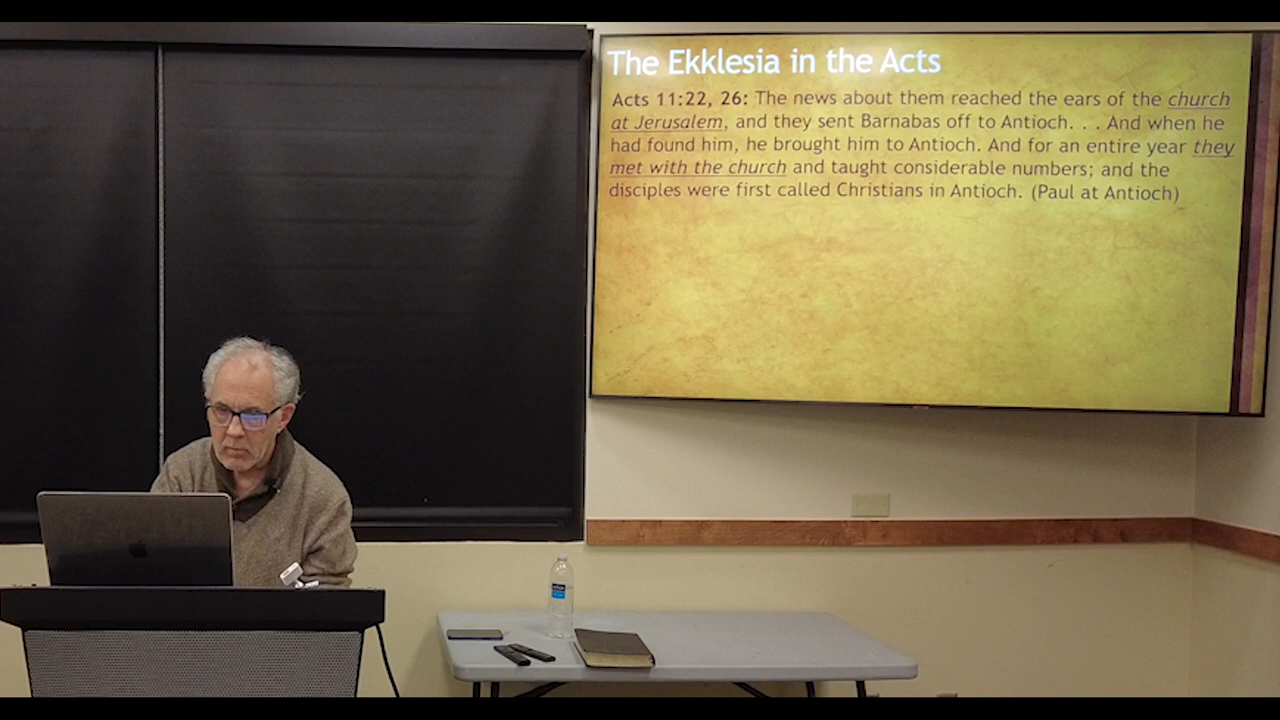 The Ekklesia in the Acts
Acts 11:22, 26: The news about them reached the ears of the church
at Jerusalem, and they sent Barnabas off to Antioch. . . And when he
had found him, he brought him to Antioch. And for an entire year they
met with the church and taught considerable numbers; and the
disciples were first called Christians in Antioch. (Paul at Antioch)